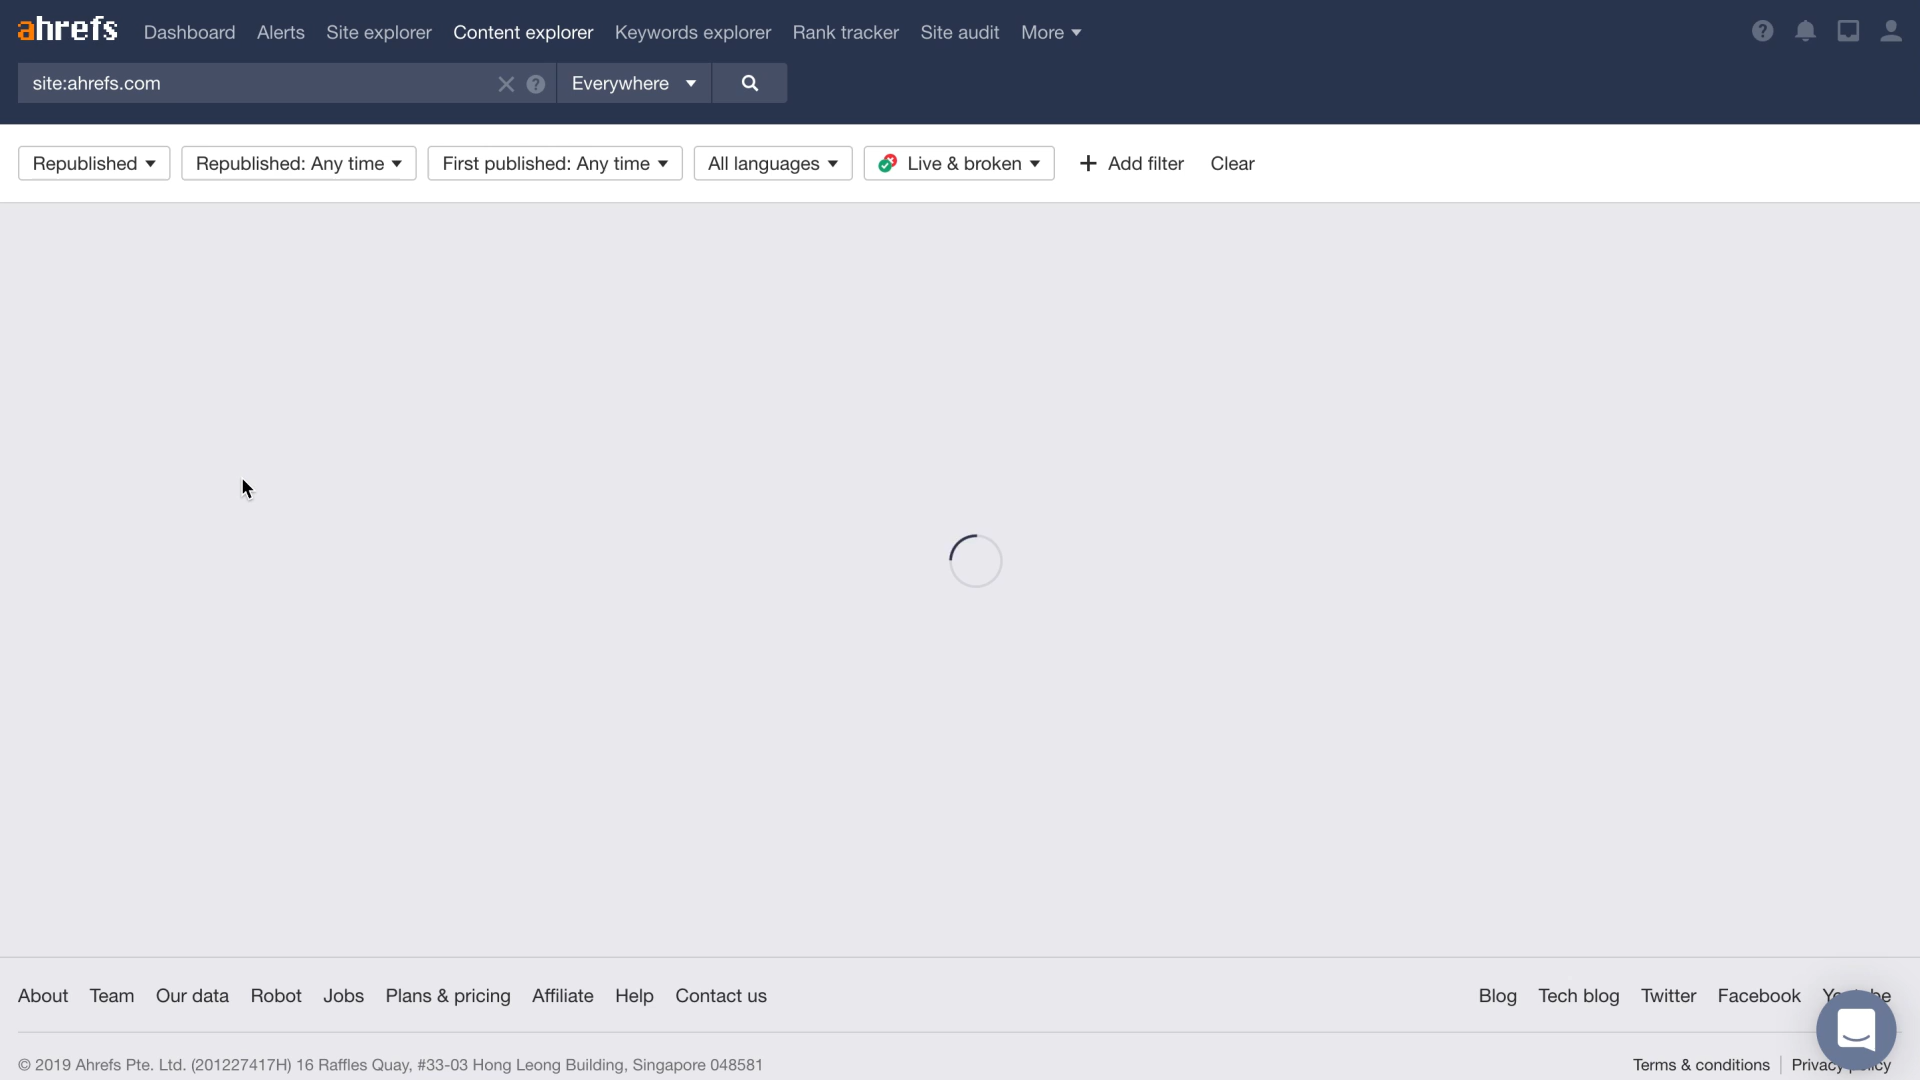 ahrefs Dashboard Alerts Site explorer Content explorer Keywords explorer Rank tracker Site audit More
site:ahrefs.com Everywhere
Republished Republished: Any time First published: Any time All languages Live & broken + Add filter Clear
About Team Our data Robot Jobs Plans & pricing Affiliate Help Contact us Blog Tech blog Twitter Facebook
© 2019 Ahrefs Pte. Ltd. (201227417H) 16 Raffles Quay, #33-03 Hong Leong Building, Singapore 048581 Terms & conditions